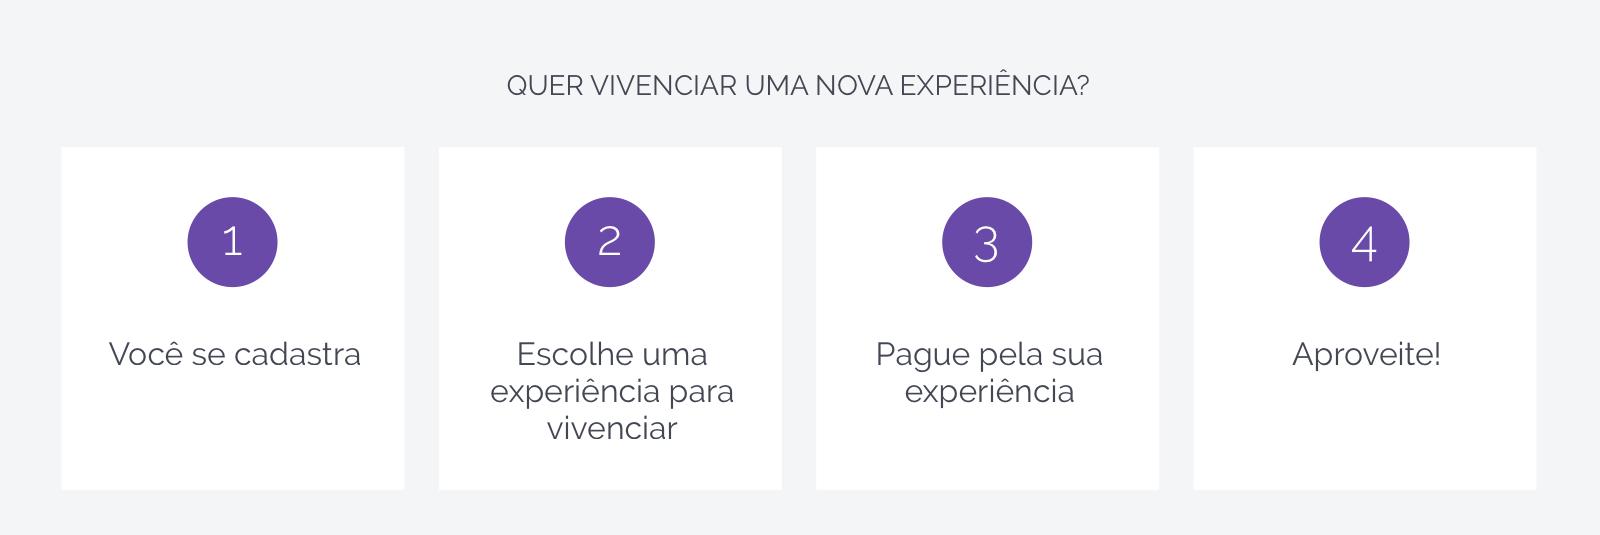 QUER VIVENCIAR UMA NOVA EXPERIÊNCIA?
1
Você se cadastra
2
Escolhe uma
experiência para
vivenciar
3
Pague pela sua
experiência
4
Aproveite!